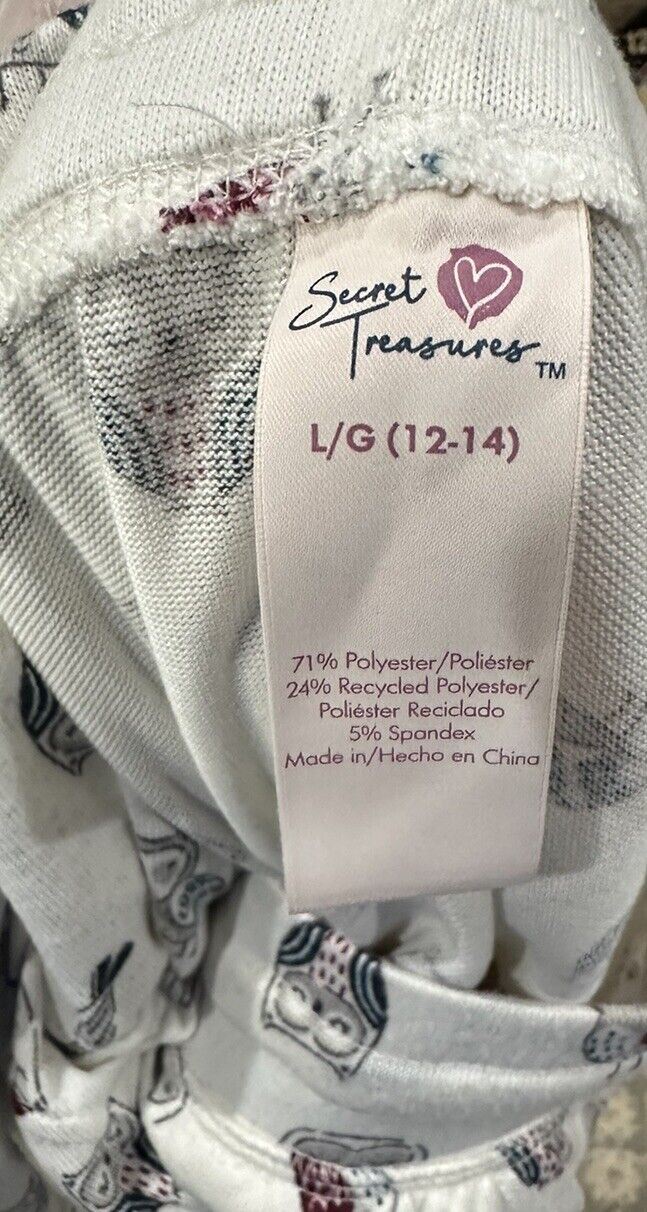 Secret
Treasures TM
L/G (12-14)
71% Polyester/Poliéster
24% Recycled Polyester/
Poliéster Reciclado
5% Spandex
Made in/Hecho en China